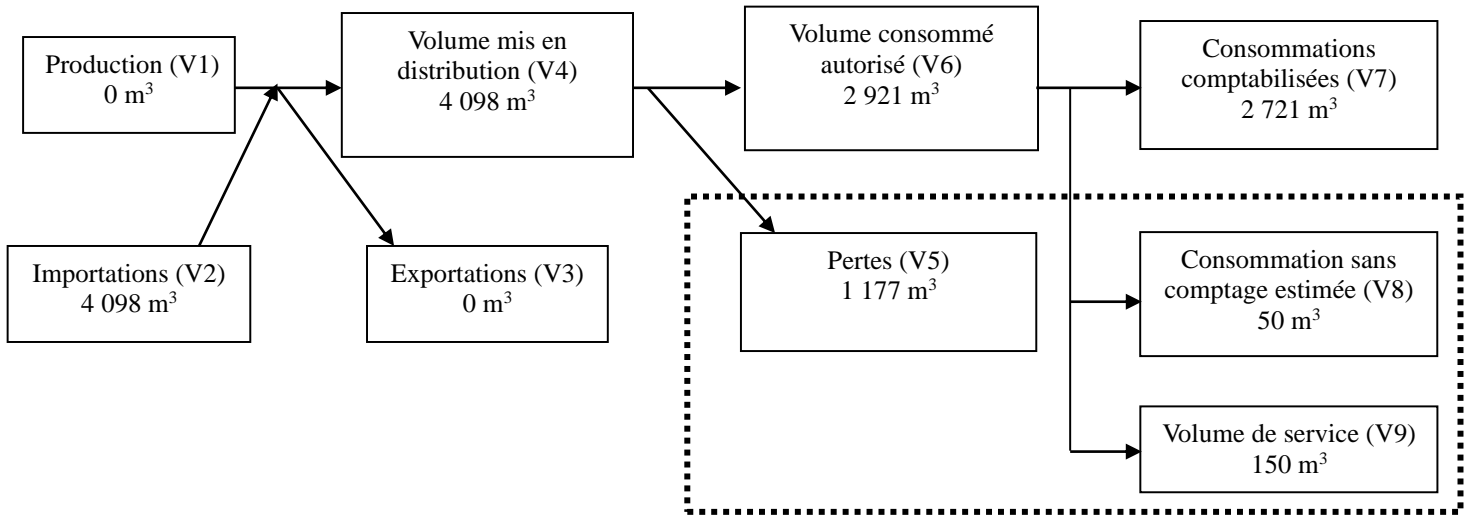 Production (V1)
0 m³
Volume mis en
distribution (V4)
4 098 m³
Volume consommé
autorisé (V6)
2 921 m³
Consommations
comptabilisées (V7)
2 721 m³
Importations (V2)
4 098 m³
Exportations (V3)
0 m³
Pertes (V5)
1 177 m³
Consommation sans
comptage estimée (V8)
50 m³
Volume de service (V9)
150 m³